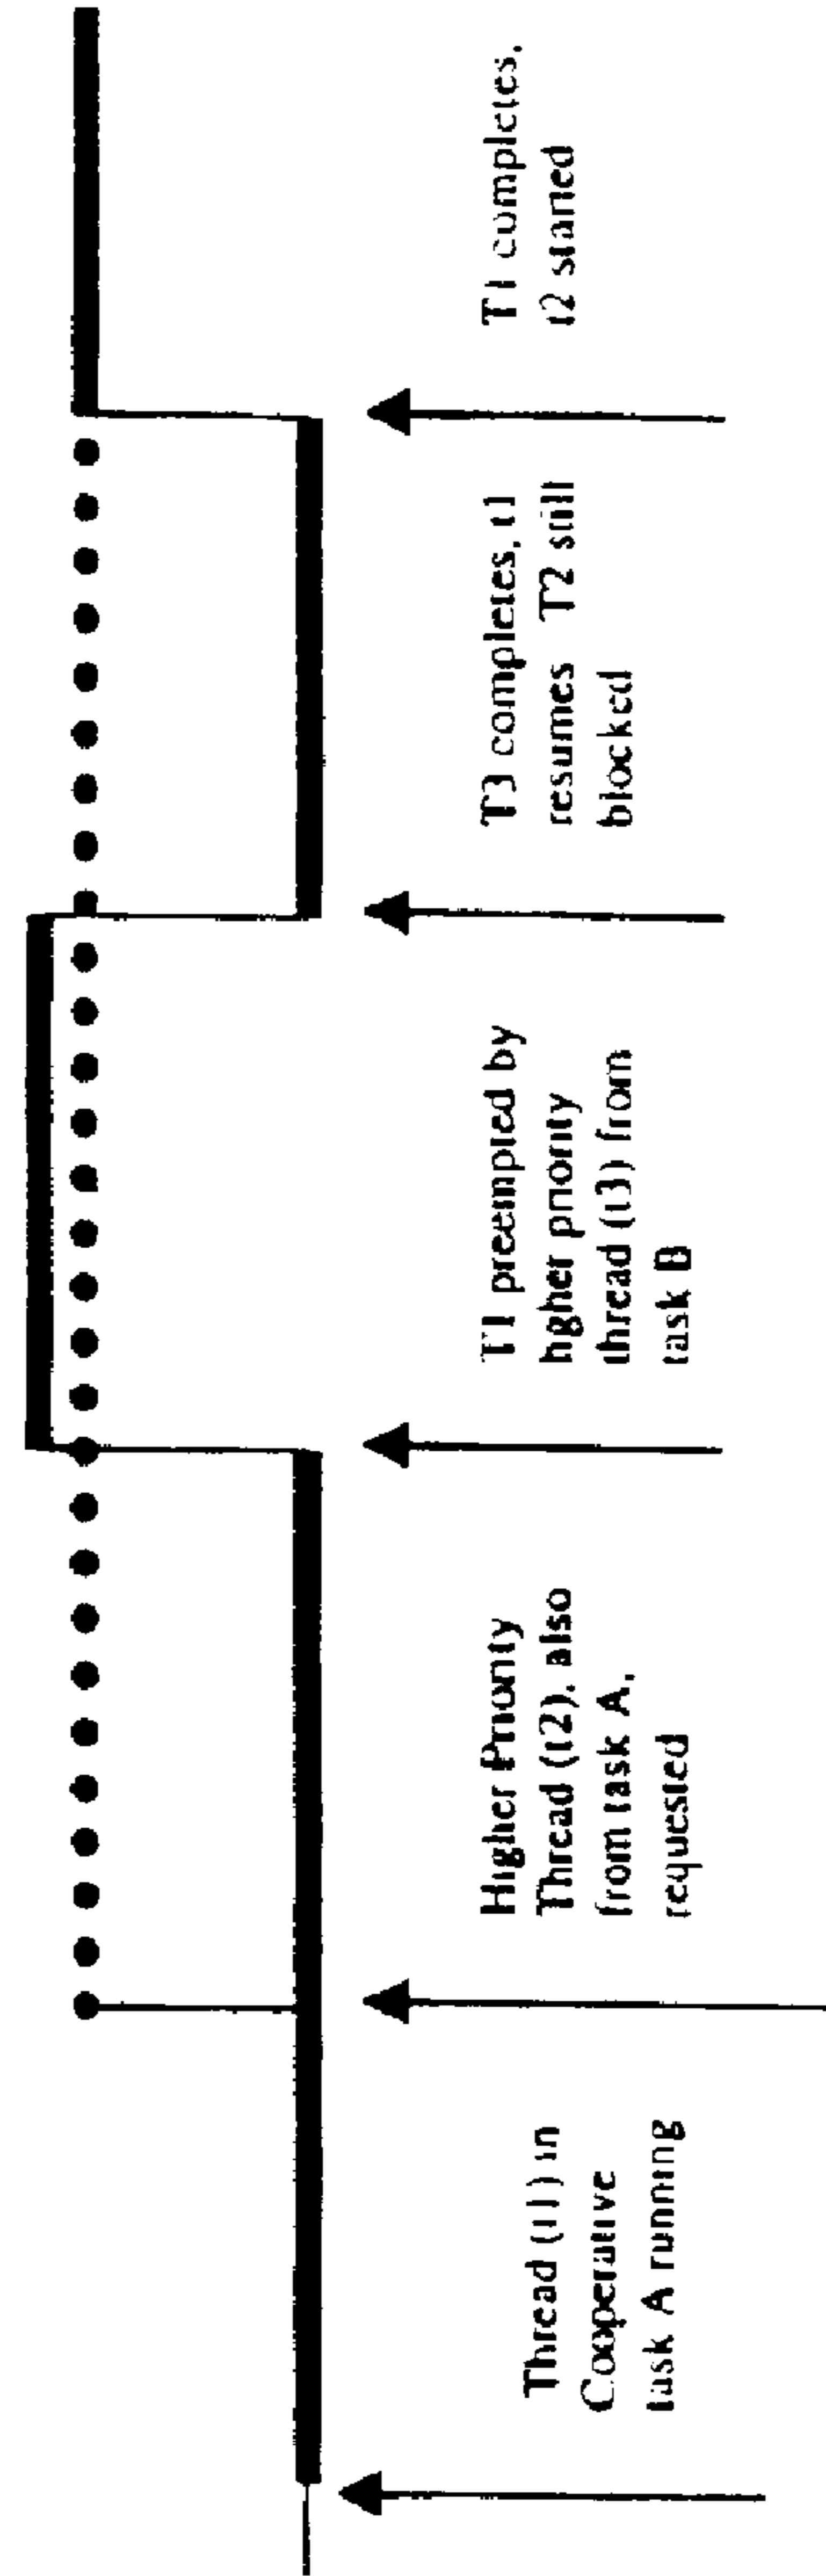 Thread (t1) in
Cooperative
task A running
Higher Priority
Thread (t2), also
from task A,
requested
T1 preempted by
hgher priority
thread (t3) from
task B
T3 completes, t1
resumes T2 still
blocked
T1 completes,
t2 started